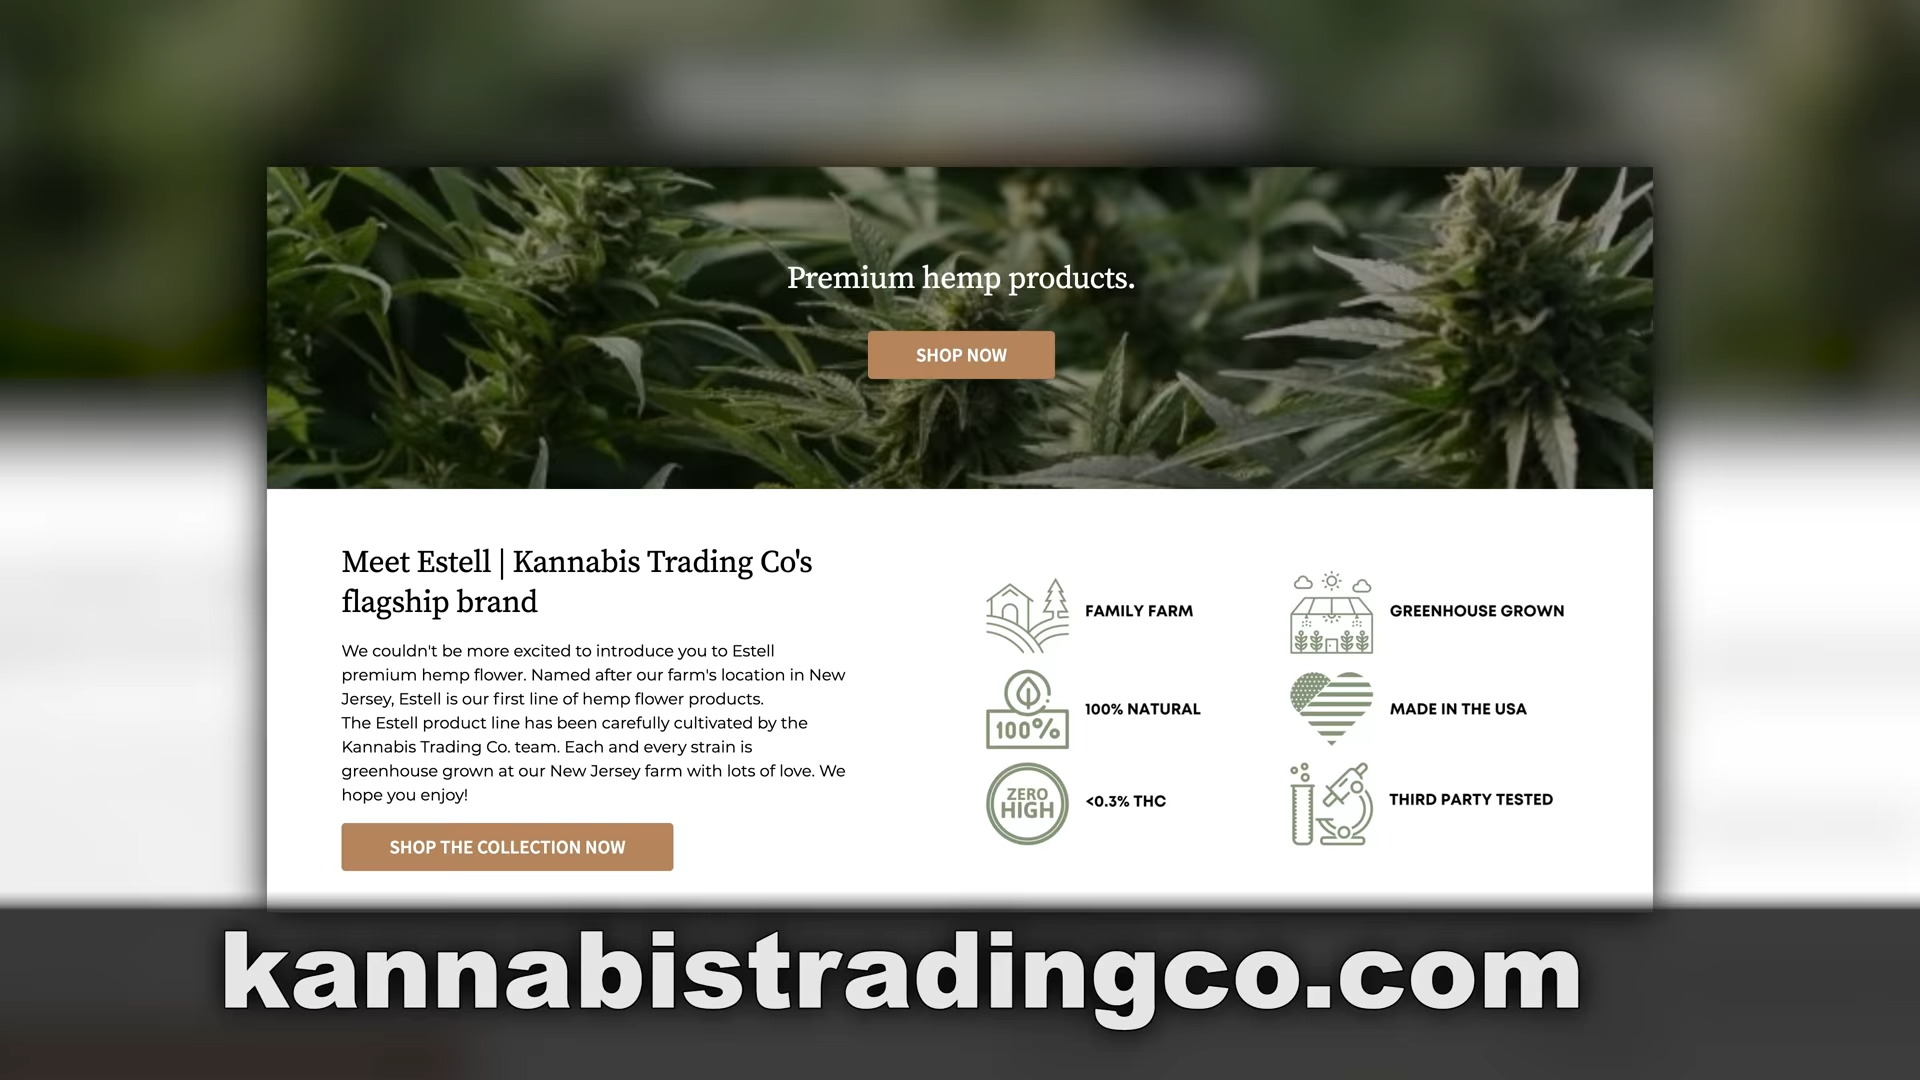 Premium hemp products.
SHOP NOW
Meet Estell | Kannabis Trading Co's
flagship brand
We couldn't be more excited to introduce you to Estell
premium hemp flower. Named after our farm's location in New
Jersey, Estell is our first line of hemp flower products.
The Estell product line has been carefully cultivated by the
Kannabis Trading Co. team. Each and every strain is
greenhouse grown at our New Jersey farm with lots of love. We
hope you enjoy!
SHOP THE COLLECTION NOW
FAMILY FARM
GREENHOUSE GROWN
100%
100% NATURAL
MADE IN THE USA
ZERO
HIGH
<0.3% THC
THIRD PARTY TESTED
kannabistradingco.com